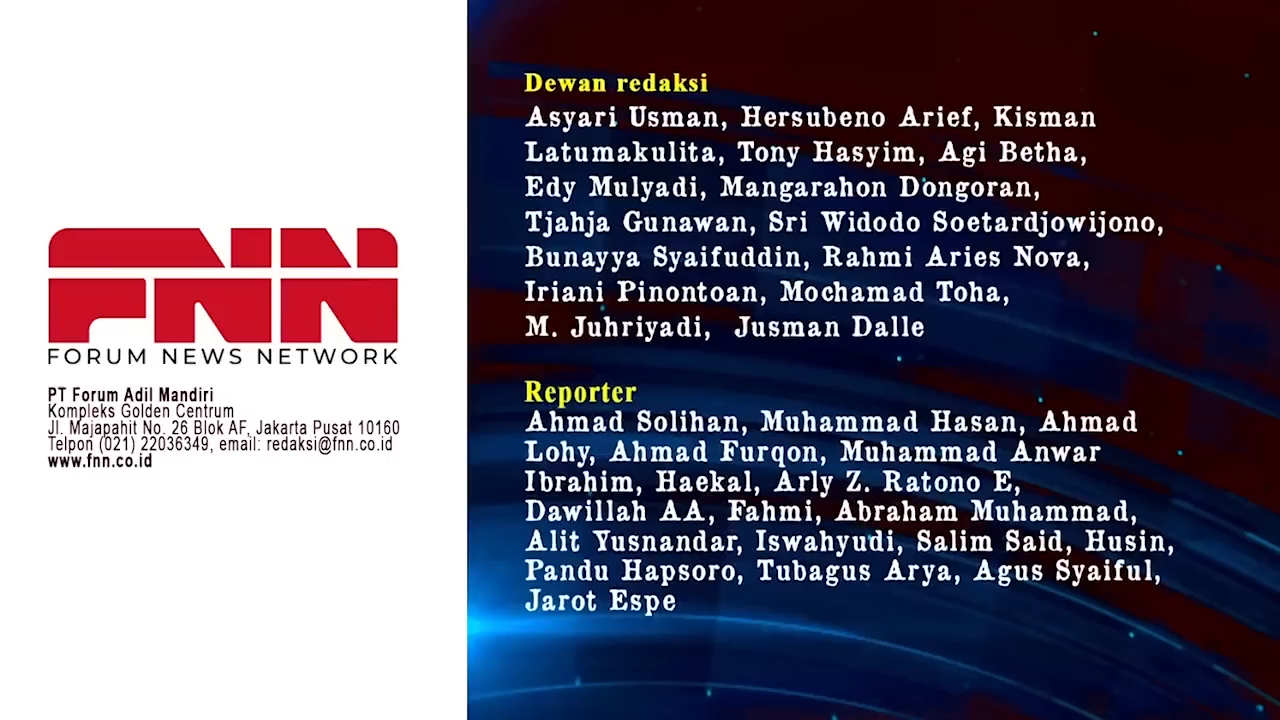 FNN
FORUM NEWS NETWORK
PT Forum Adil Mandiri
Kompleks Golden Centrum
Jl. Majapahit No. 26 Blok AF, Jakarta Pusat 10160
Telpon (021) 22036349, email: redaksi@fnn.co.id
www.fnn.co.id
Dewan redaksi
Asyari Usman, Hersubeno Arief, Kisman
Latumakulita, Tony Hasyim, Agi Betha,
Edy Mulyadi, Mangarahon Dongoran,
Tjahja Gunawan, Sri Widodo Soetardjowijono,
Bunayya Syaifuddin, Rahmi Aries Nova,
Iriani Pinontoan, Mochamad Toha,
M. Juhriyadi, Jusman Dalle
Reporter
Ahmad Solihan, Muhammad Hasan, Ahmad
Lohy, Ahmad Furqon, Muhammad Anwar
Ibrahim, Haekal, Arly Z. Ratono E,
Dawillah AA, Fahmi, Abraham Muhammad,
Alit Yusnandar, Iswahyudi, Salim Said, Husin,
Pandu Hapsoro, Tubagus Arya, Agus Syaiful,
Jarot Espe